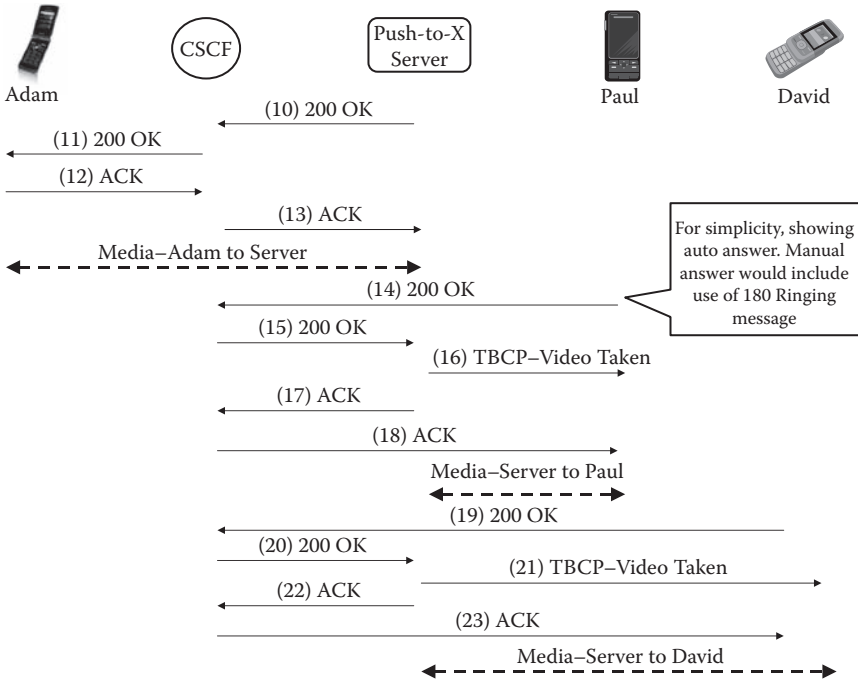 Adam
CSCF
Push-to-X
Server
Paul
David
(10) 200 OK
(11) 200 OK
(12) ACK
(13) ACK
Media–Adam to Server
For simplicity, showing
auto answer. Manual
answer would include
use of 180 Ringing
message
(14) 200 OK
(15) 200 OK
(16) TBCP–Video Taken
(17) ACK
(18) ACK
Media–Server to Paul
(19) 200 OK
(20) 200 OK
(21) TBCP–Video Taken
(22) ACK
(23) ACK
Media–Server to David